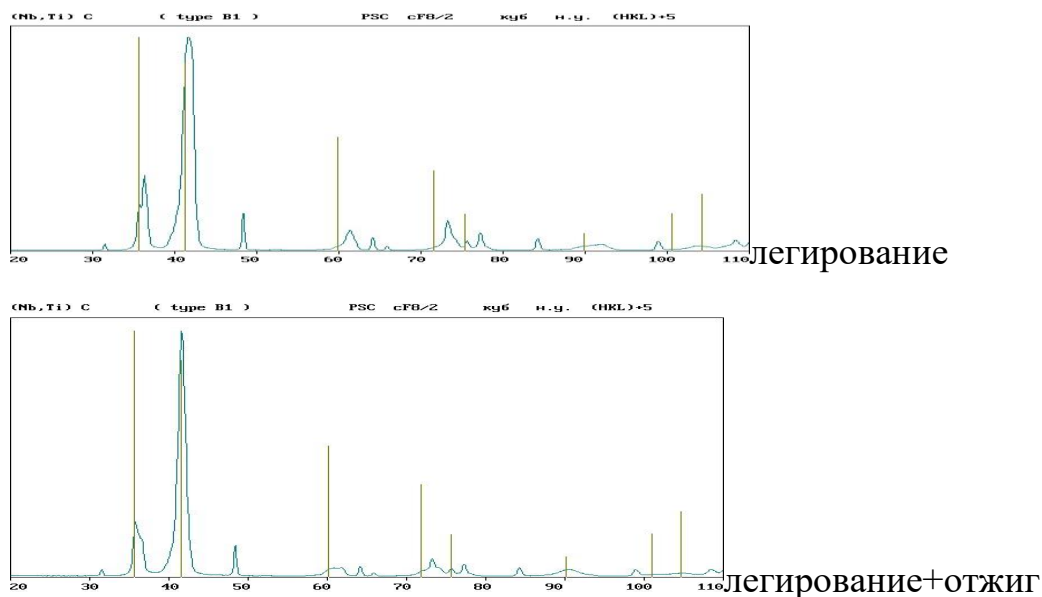 (Nb,Ti) C ( type B1 ) PSC cF8/2 куб н.у. (HKL)+5
20 30 40 50 60 70 80 90 100 110
легирование
(Nb,Ti) C ( type B1 ) PSC cF8/2 куб н.у. (HKL)+5
20 30 40 50 60 70 80 90 100 110
легирование+отжиг